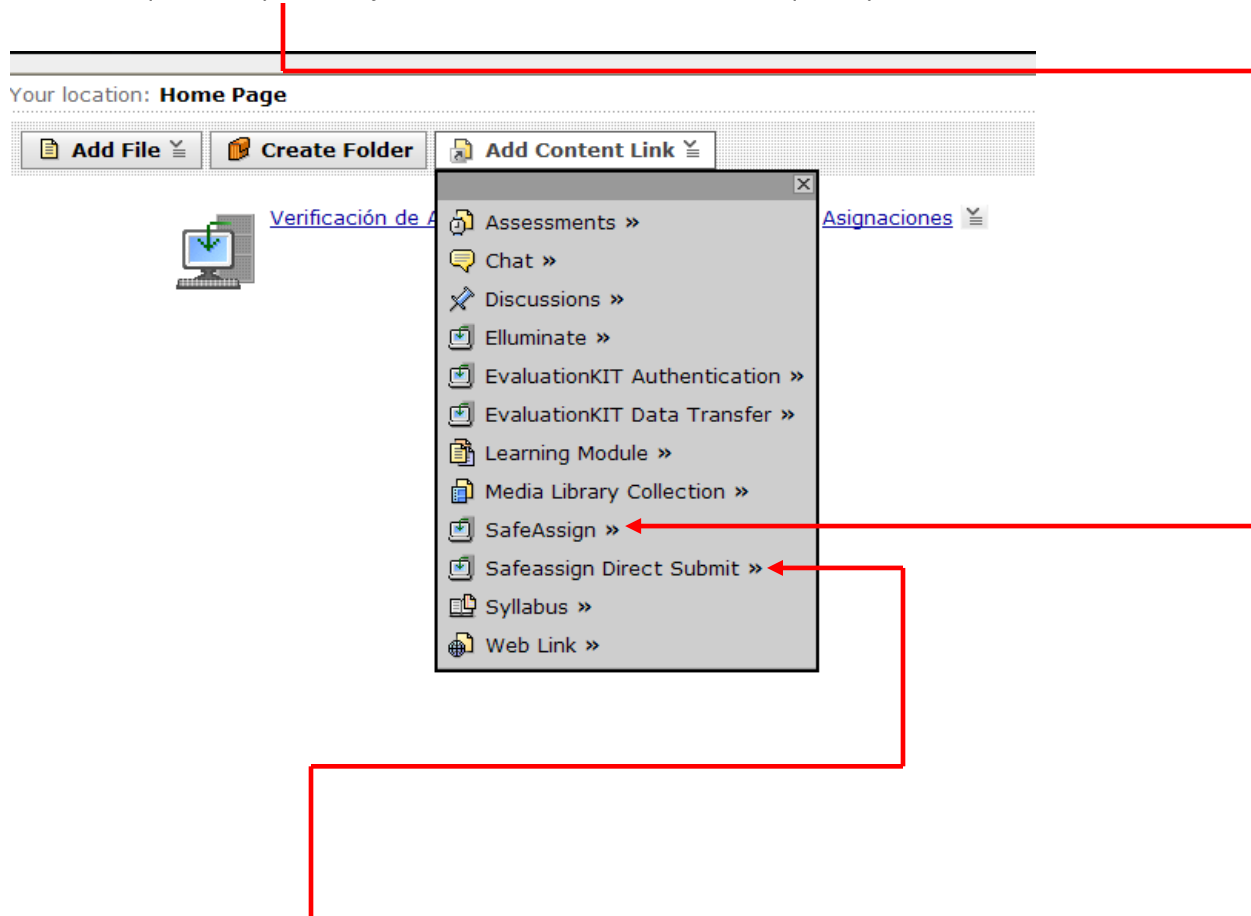 Your location: Home Page
Add File Create Folder Add Content Link
Verificación de Asignaciones
Assessments »
Chat »
Discussions »
Elluminate »
EvaluationKIT Authentication »
EvaluationKIT Data Transfer »
Learning Module »
Media Library Collection »
SafeAssign »
Safeassign Direct Submit »
Syllabus »
Web Link »